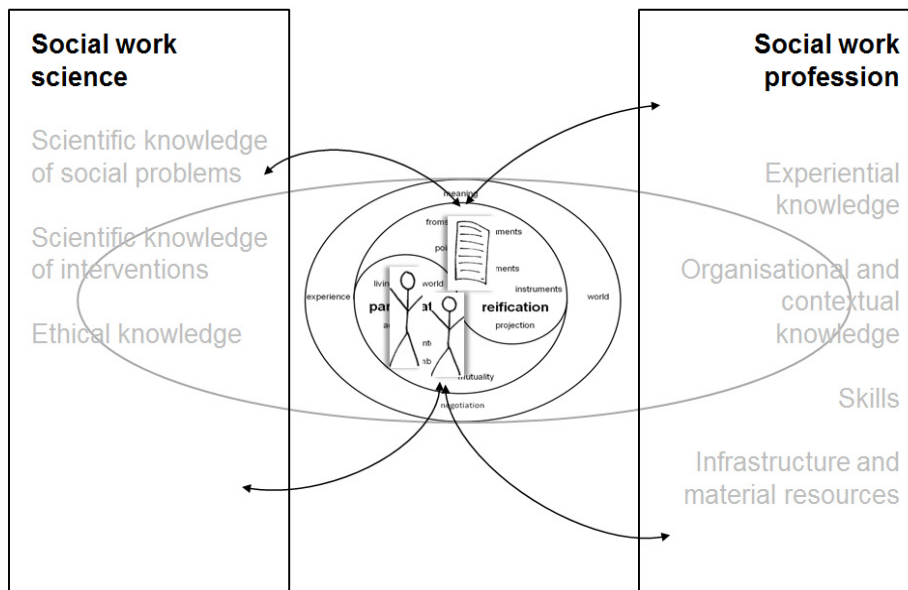 Social work
science
Scientific knowledge
of social problems
Scientific knowledge
of interventions
Ethical knowledge
meaning
instruments
experience
world
world
reification
projection
mutuality
negotiation
Social work
profession
Experiential
knowledge
Organisational and
contextual
knowledge
Skills
Infrastructure and
material resources